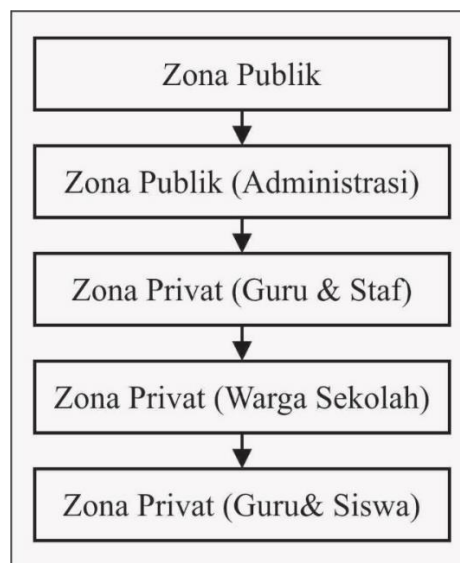 Zona Publik
Zona Publik (Administrasi)
Zona Privat (Guru & Staf)
Zona Privat (Warga Sekolah)
Zona Privat (Guru& Siswa)